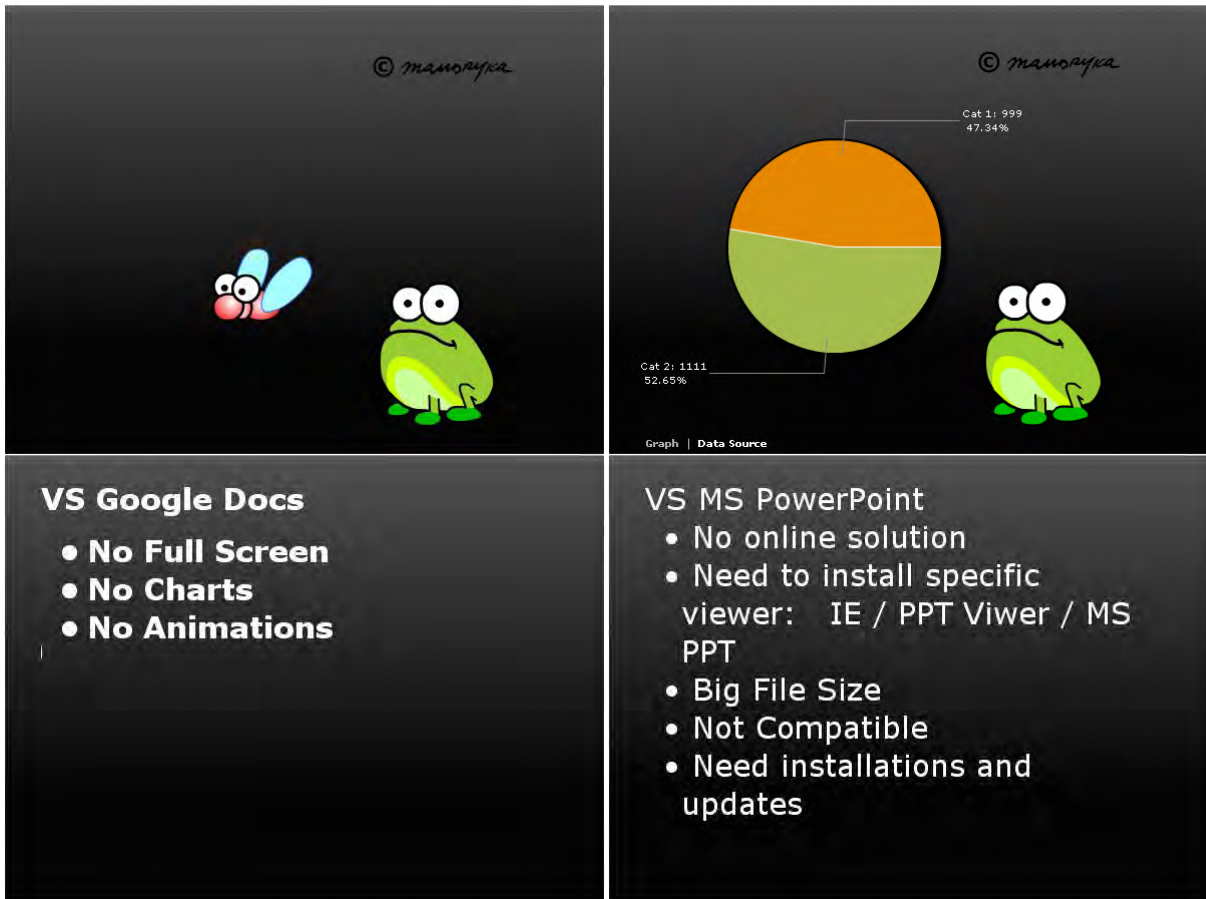 © mamoryka
© mamoryka
Cat 1: 999
47.34%
Cat 2: 1111
52.65%
Graph | Data Source
VS Google Docs
● No Full Screen
● No Charts
● No Animations
VS MS PowerPoint
● No online solution
● Need to install specific
viewer: IE / PPT Viwer / MS
PPT
● Big File Size
● Not Compatible
● Need installations and
updates